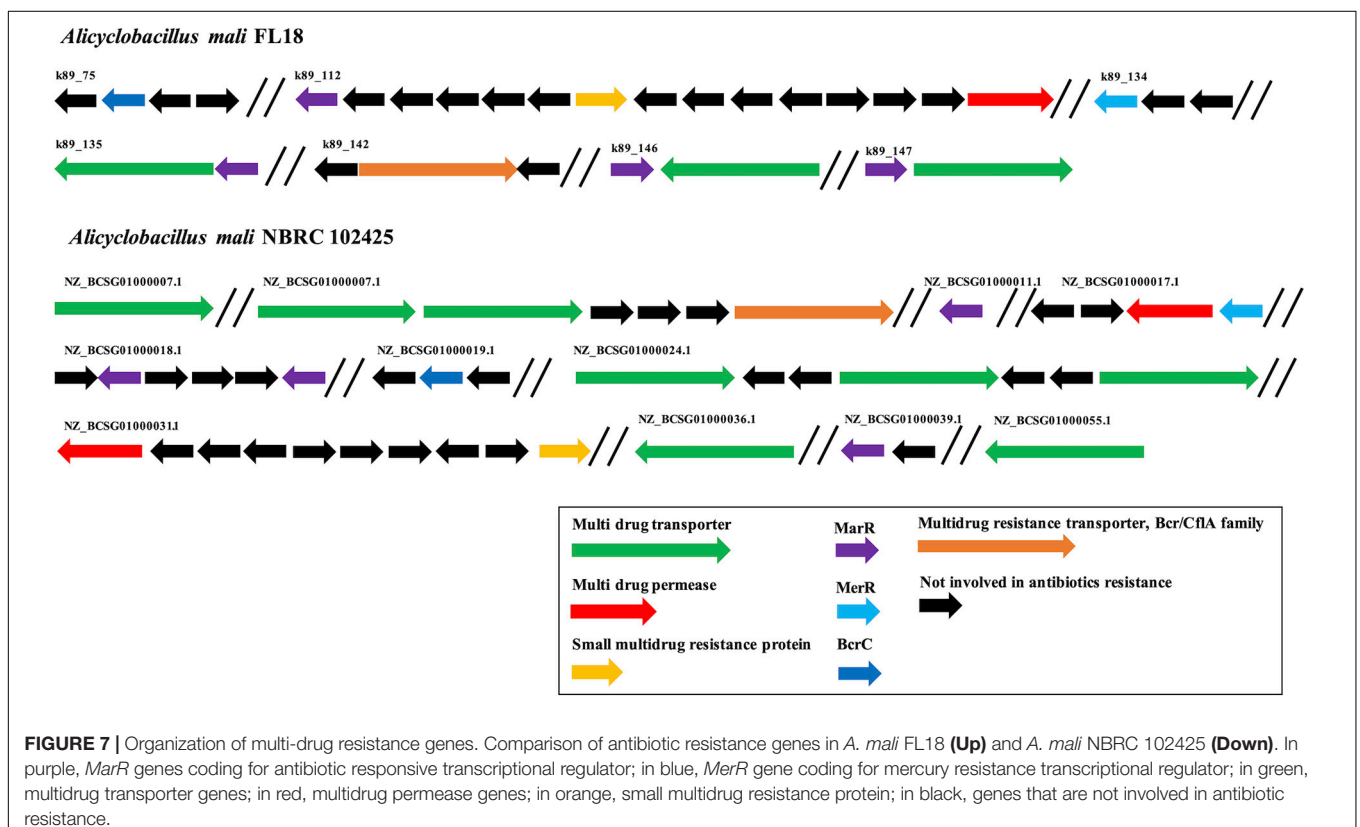 Alicyclobacillus mali FL18
k89_75
k89_112
k89_134
k89_135
k89_142
k89_146
k89_147
Alicyclobacillus mali NBRC 102425
NZ_BCSG01000007.1
NZ_BCSG01000007.1
NZ_BCSG01000011.1
NZ_BCSG01000017.1
NZ_BCSG01000018.1
NZ_BCSG01000019.1
NZ_BCSG01000024.1
NZ_BCSG01000031.1
NZ_BCSG01000036.1
NZ_BCSG01000039.1
NZ_BCSG01000055.1
Multi drug transporter
MarR
Multidrug resistance transporter, Bcr/CflA family
Multi drug permease
MerR
Not involved in antibiotics resistance
Small multidrug resistance protein
BcrC
FIGURE 7 | Organization of multi-drug resistance genes. Comparison of antibiotic resistance genes in A. mali FL18 (Up) and A. mali NBRC 102425 (Down). In
purple, MarR genes coding for antibiotic responsive transcriptional regulator; in blue, MerR gene coding for mercury resistance transcriptional regulator; in green,
multidrug transporter genes; in red, multidrug permease genes; in orange, small multidrug resistance protein; in black, genes that are not involved in antibiotic
resistance.